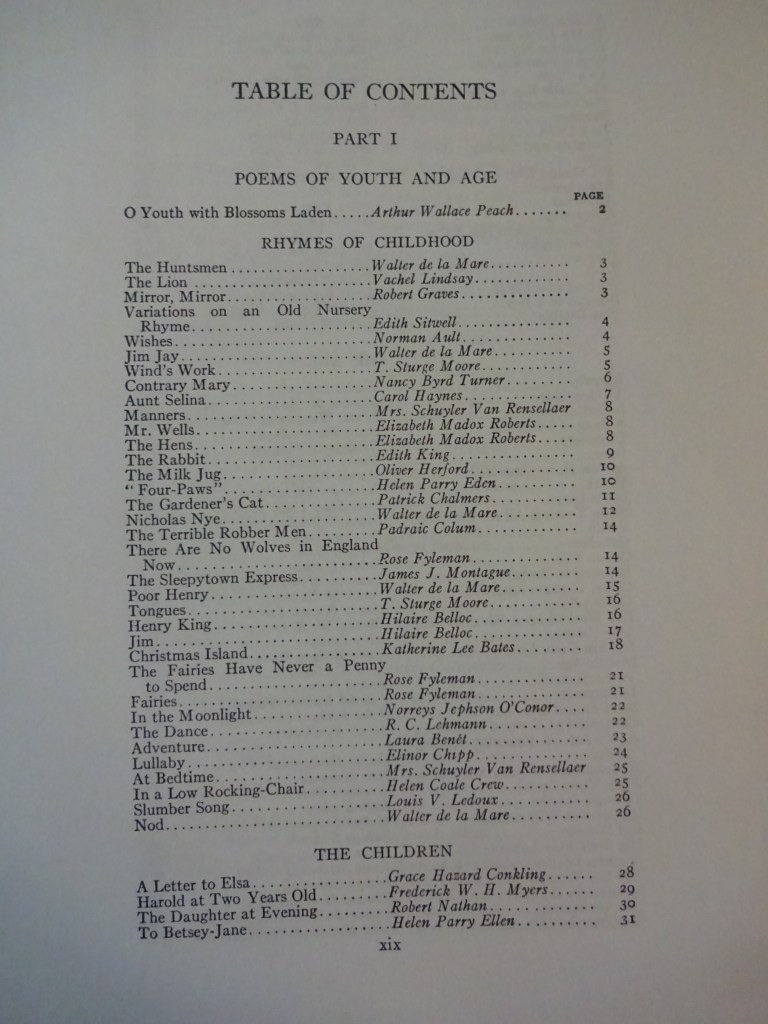 TABLE OF CONTENTS
PART I
POEMS OF YOUTH AND AGE
PAGE
O Youth with Blossoms Laden.....Arthur Wallace Peach....... 2
RHYMES OF CHILDHOOD
The Huntsmen..................Walter de la Mare........... 3
The Lion ....................Vachel Lindsay............. 3
Mirror, Mirror..................Robert Graves.............. 3
Variations on an Old Nursery
Rhyme.......................Edith Sitwell.............. 4
Wishes.........................Norman Ault.............. 4
Jim Jay.........................Walter de la Mare.......... 5
Wind's Work....................T. Sturge Moore............ 5
Contrary Mary..................Nancy Byrd Turner........ 6
Aunt Selina.....................Carol Haynes.............. 7
Manners........................Mrs. Schuyler Van Rensellaer 8
Mr. Wells.......................Elizabeth Madox Roberts..... 8
The Hens.......................Elizabeth Madox Roberts..... 8
The Rabbit.....................Edith King................ 9
The Milk Jug...................Oliver Herford............. 10
"Four-Paws"....................Helen Parry Eden........... 10
The Gardener's Cat..............Patrick Chalmers........... 11
Nicholas Nye....................Walter de la Mare.......... 12
The Terrible Robber Men.........Padraic Colum............. 14
There Are No Wolves in England
Now.........................Rose Fyleman.............. 14
The Sleepytown Express..........James J. Montague......... 14
Poor Henry.....................Walter de la Mare.......... 15
Tongues........................T. Sturge Moore............ 16
Henry King.....................Hilaire Belloc............. 16
Jim............................Hilaire Belloc............. 17
Christmas Island................Katherine Lee Bates........ 18
The Fairies Have Never a Penny
to Spend.....................Rose Fyleman.............. 21
Fairies.........................Rose Fyleman.............. 21
In the Moonlight................Norreys Jephson O'Conor.... 22
The Dance......................R. C. Lehmann............. 22
Adventure......................Laura Benét............... 23
Lullaby........................Elinor Chipp.............. 24
At Bedtime.....................Mrs. Schuyler Van Rensellaer 25
In a Low Rocking-Chair..........Helen Coale Crew........... 25
Slumber Song...................Louis V. Ledoux........... 26
Nod...........................Walter de la Mare.......... 26
THE CHILDREN
A Letter to Elsa................Grace Hazard Conkling...... 28
Harold at Two Years Old.........Frederick W. H. Myers...... 29
The Daughter at Evening.........Robert Nathan............. 30
To Betsey-Jane..................Helen Parry Ellen.......... 31
xix